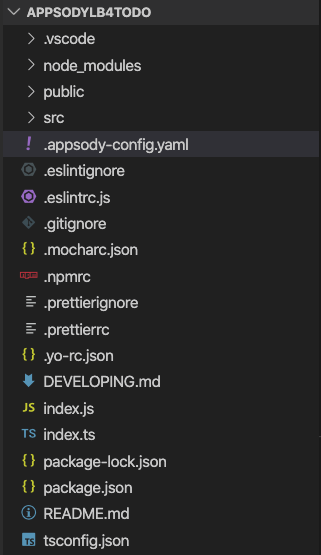 APPSODYLB4TODO
.vscode
node_modules
public
src
! .appsody-config.yaml
.eslintignore
.eslintrc.js
.gitignore
{} .mocharc.json
npm .npmrc
.prettierignore
.prettierrc
{} .yo-rc.json
DEVELOPING.md
JS index.js
TS index.ts
{} package-lock.json
{} package.json
README.md
TS tsconfig.json